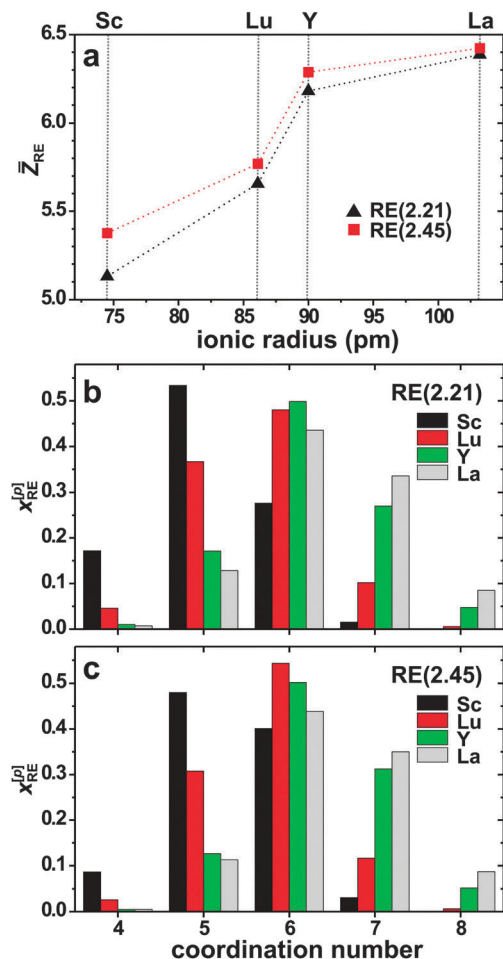 Sc Lu Y La
6.5
a
6.0
Z̄RE
5.5
RE(2.21)
RE(2.45)
5.0
75 80 85 90 95 100
ionic radius (pm)
b
RE(2.21)
0.5
Sc
0.4
Lu
Y
0.3
La
x[p]RE
0.2
0.1
0.0
c
RE(2.45)
0.5
Sc
0.4
Lu
Y
0.3
La
x[p]RE
0.2
0.1
0.0
4 5 6 7 8
coordination number